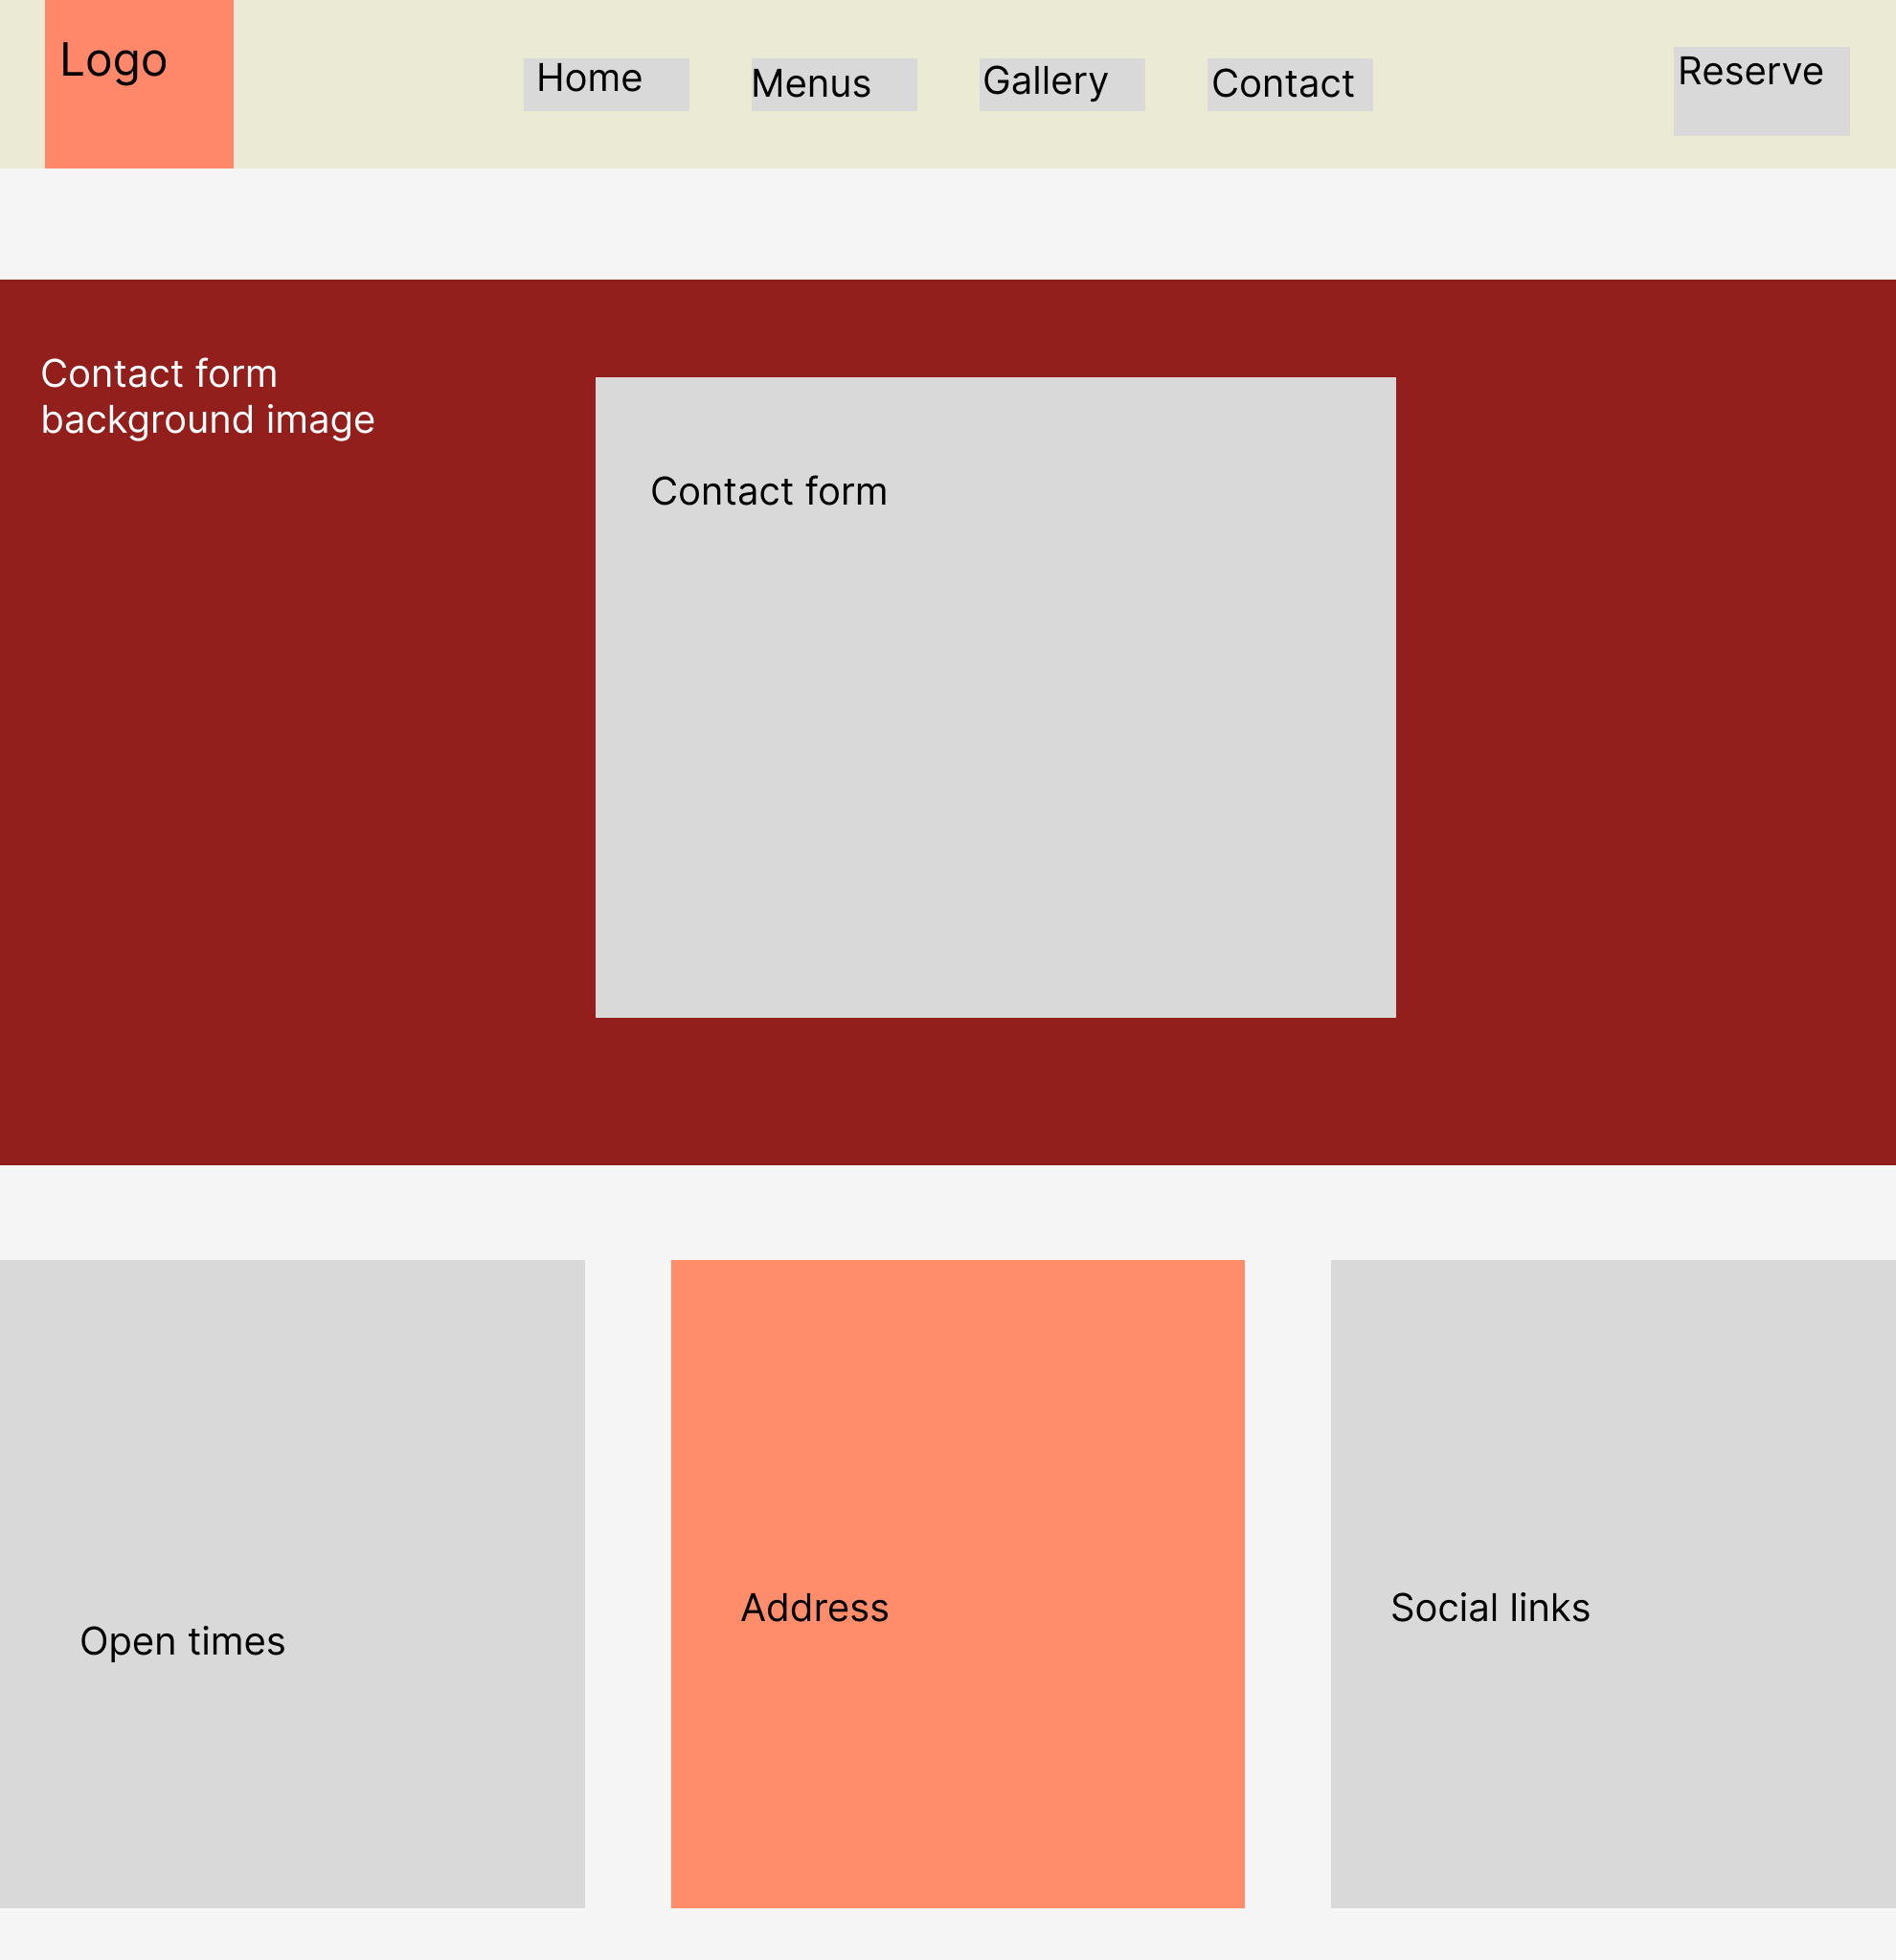 Logo
Home
Menus
Gallery
Contact
Reserve
Contact form
background image
Contact form
Open times
Address
Social links